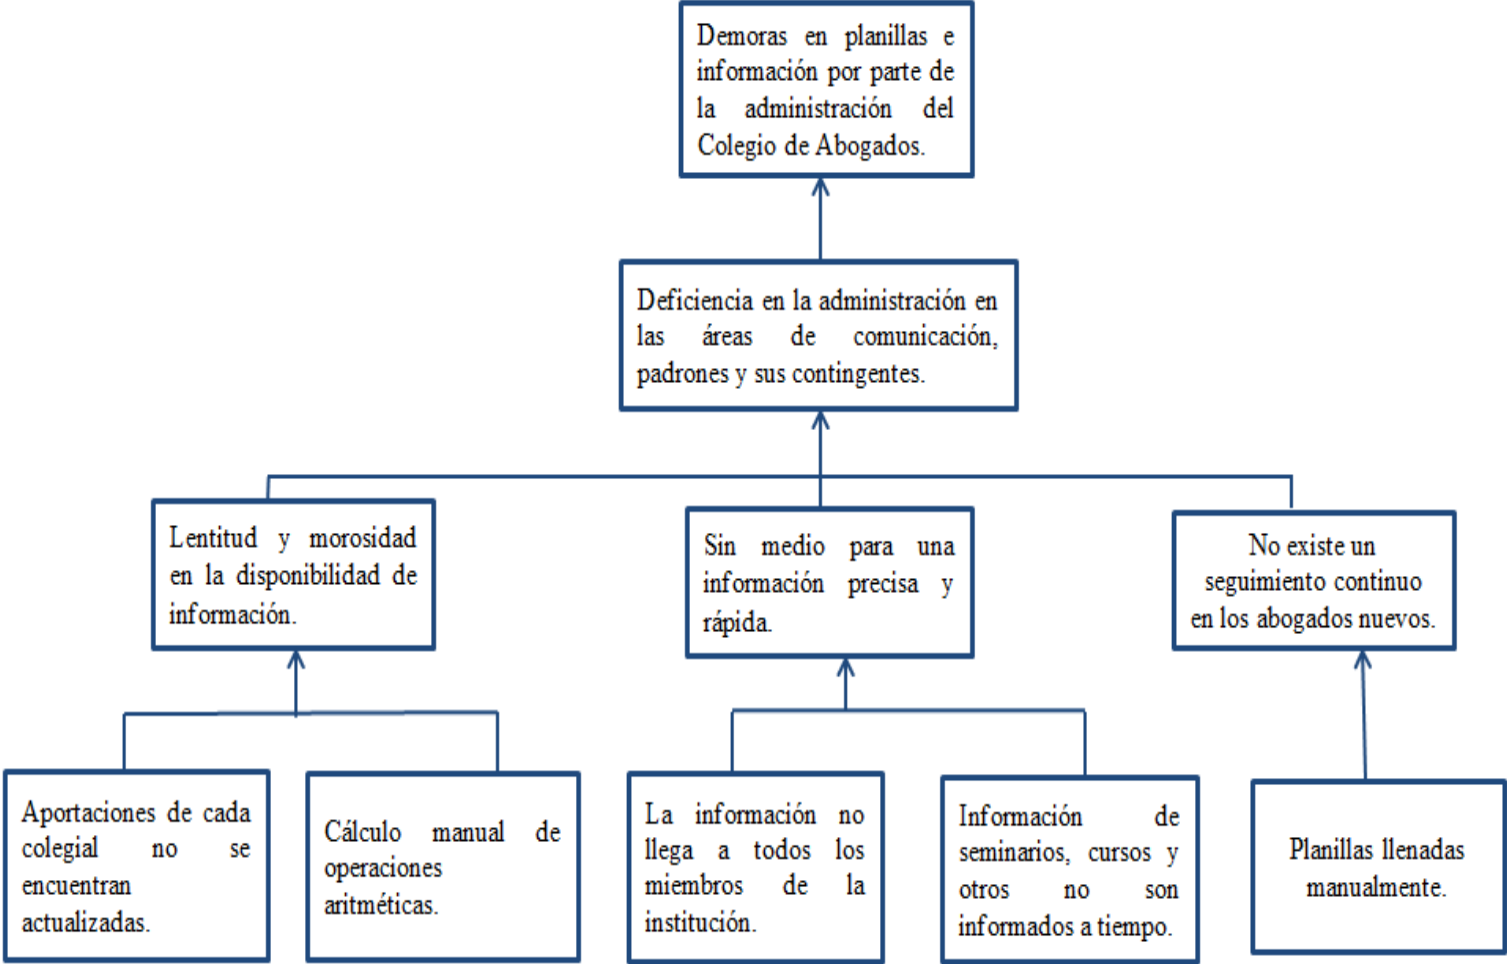 Demoras en planillas e
información por parte de
la administración del
Colegio de Abogados.
Deficiencia en la administración en
las áreas de comunicación,
padrones y sus contingentes.
Lentitud y morosidad
en la disponibilidad de
información.
Sin medio para una
información precisa y
rápida.
No existe un
seguimiento continuo
en los abogados nuevos.
Aportaciones de cada
colegial no se
encuentran
actualizadas.
Cálculo manual de
operaciones
aritméticas.
La información no
llega a todos los
miembros de la
institución.
Información de
seminarios, cursos y
otros no son
informados a tiempo.
Planillas llenadas
manualmente.